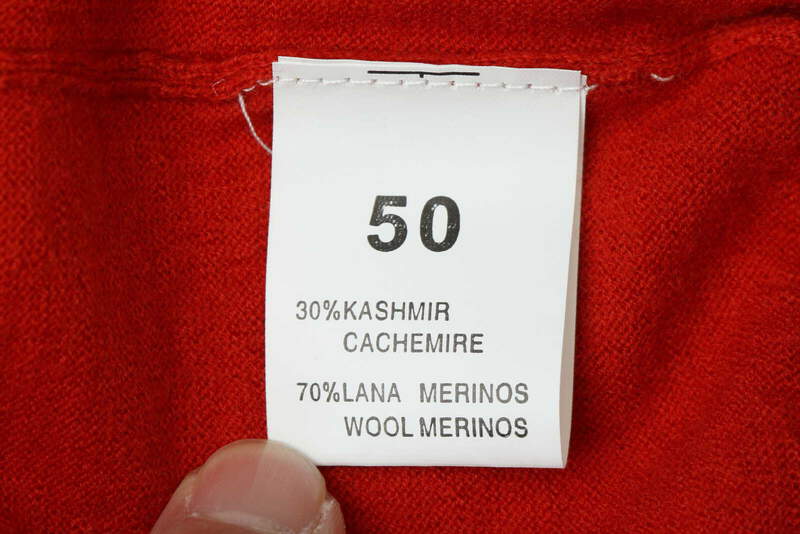 50
30%KASHMIR
CACHEMIRE
70%LANA MERINOS
WOOL MERINOS